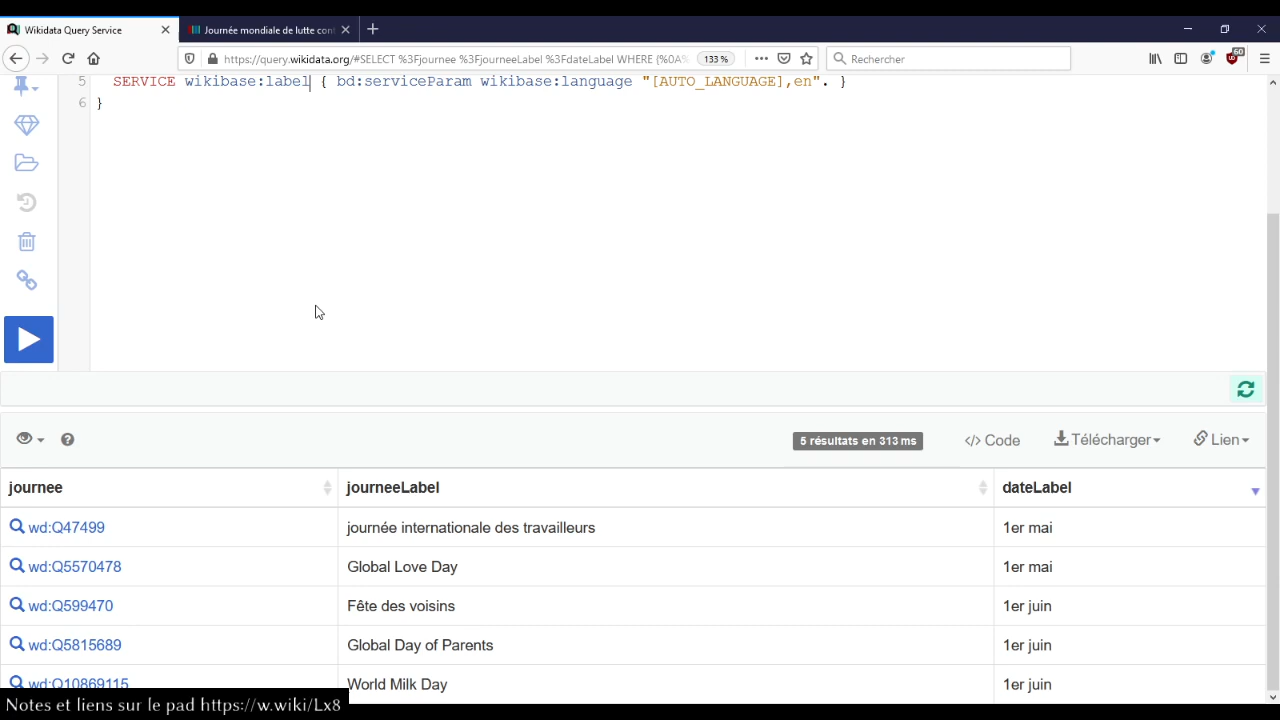 Wikidata Query Service
Journée mondiale de lutte cont
https://query.wikidata.org/#SELECT %3Fjournee %3FjourneeLabel %3FdateLabel WHERE {%0A%
133 %
Rechercher
60
5 SERVICE wikibase:label { bd:serviceParam wikibase:language "[AUTO_LANGUAGE],en". }
6 }
5 résultats en 313 ms
</> Code
Télécharger
Lien
journee journeeLabel dateLabel
wd:Q47499 journée internationale des travailleurs 1er mai
wd:Q5570478 Global Love Day 1er mai
wd:Q599470 Fête des voisins 1er juin
wd:Q5815689 Global Day of Parents 1er juin
wd:Q10869115 World Milk Day 1er juin
Notes et liens sur le pad https://w.wiki/Lx8